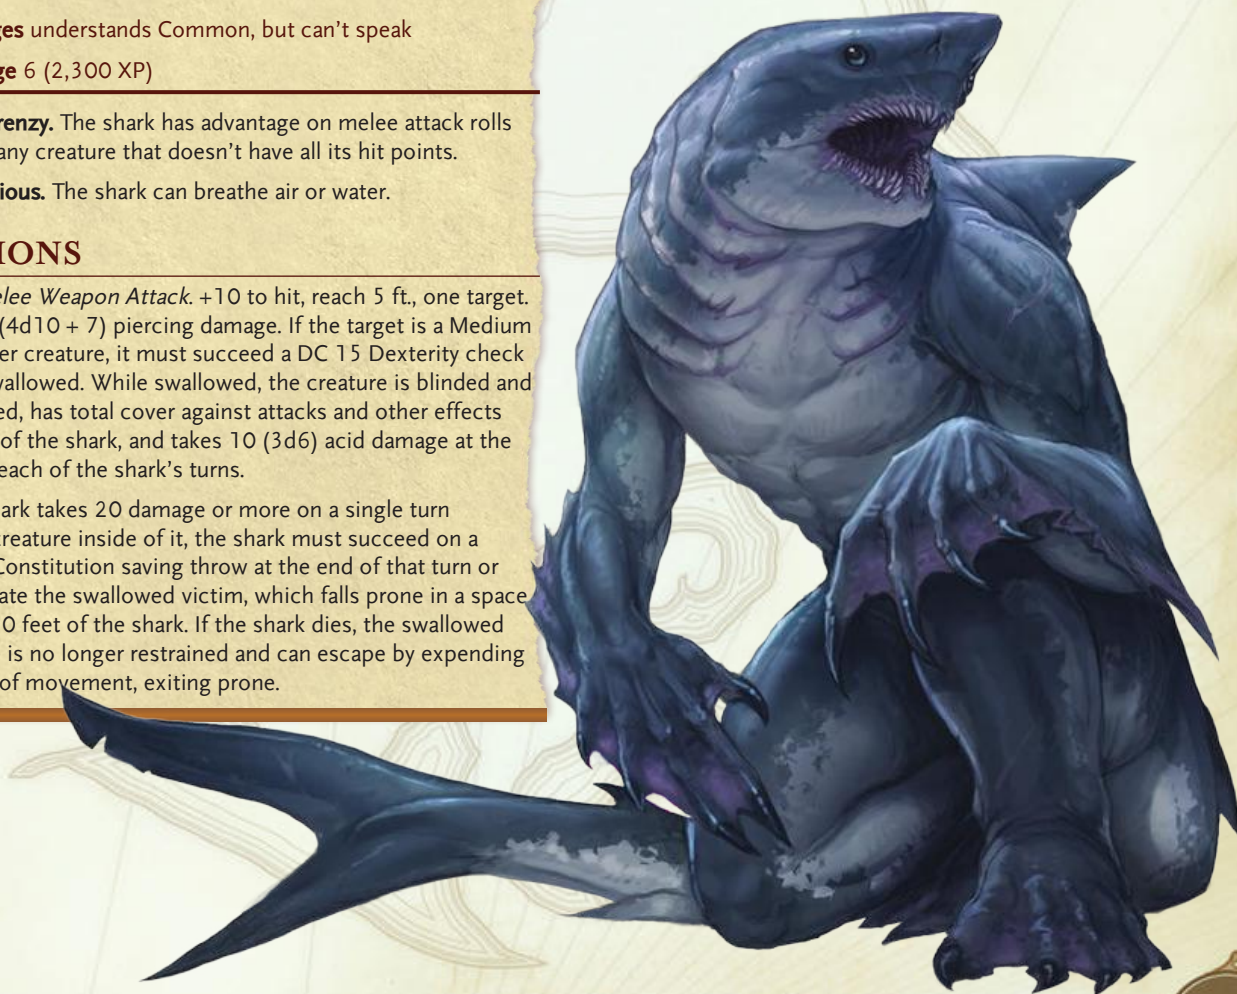 ges understands Common, but can't speak
ge 6 (2,300 XP)
renzy. The shark has advantage on melee attack rolls
any creature that doesn't have all its hit points.
ious. The shark can breathe air or water.
IONS
elee Weapon Attack. +10 to hit, reach 5 ft., one target.
(4d10 + 7) piercing damage. If the target is a Medium
er creature, it must succeed a DC 15 Dexterity check
wallowed. While swallowed, the creature is blinded and
ed, has total cover against attacks and other effects
of the shark, and takes 10 (3d6) acid damage at the
each of the shark's turns.
ark takes 20 damage or more on a single turn
creature inside of it, the shark must succeed on a
Constitution saving throw at the end of that turn or
ate the swallowed victim, which falls prone in a space
0 feet of the shark. If the shark dies, the swallowed
is no longer restrained and can escape by expending
of movement, exiting prone.